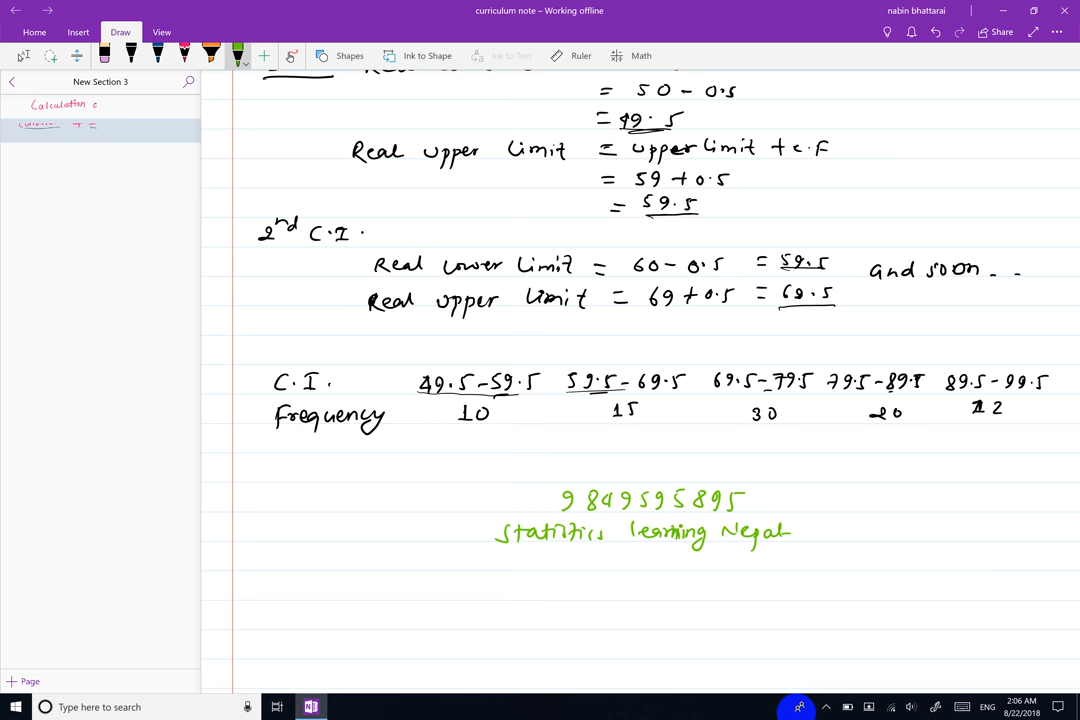 curriculum note – Working offline
nabin bhattarai
Home Insert Draw View
Share
Shapes Ink to Shape Ink to Text Ruler Math
New Section 3
Calculation
= 50 - 0.5
= 49.5
Real upper limit = upper limit + C.F
= 59 + 0.5
= 59.5
2nd C.I.
Real lower limit = 60 - 0.5 = 59.5 and soon - -
Real upper limit = 69 + 0.5 = 69.5
C.I. 49.5-59.5 59.5-69.5 69.5-79.5 79.5-89.5 89.5-99.5
Frequency 10 15 30 20 12
9849595895
Statistics learning Nepal
+ Page
Type here to search
ENG
2:06 AM
8/22/2018